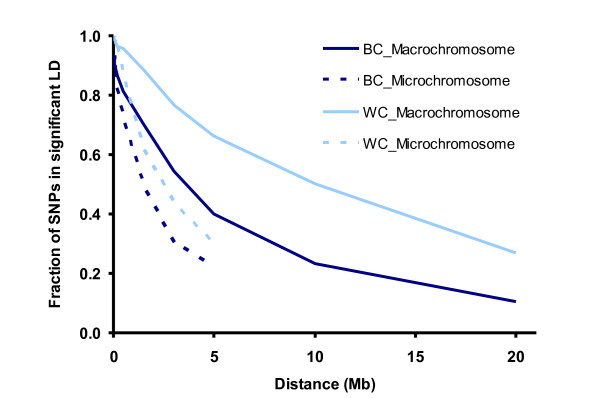 Fraction of SNPs in significant LD
1.0
0.8
0.6
0.4
0.2
0.0
0
5
10
15
20
Distance (Mb)
BC_Macrochromosome
BC_Microchromosome
WC_Macrochromosome
WC_Microchromosome